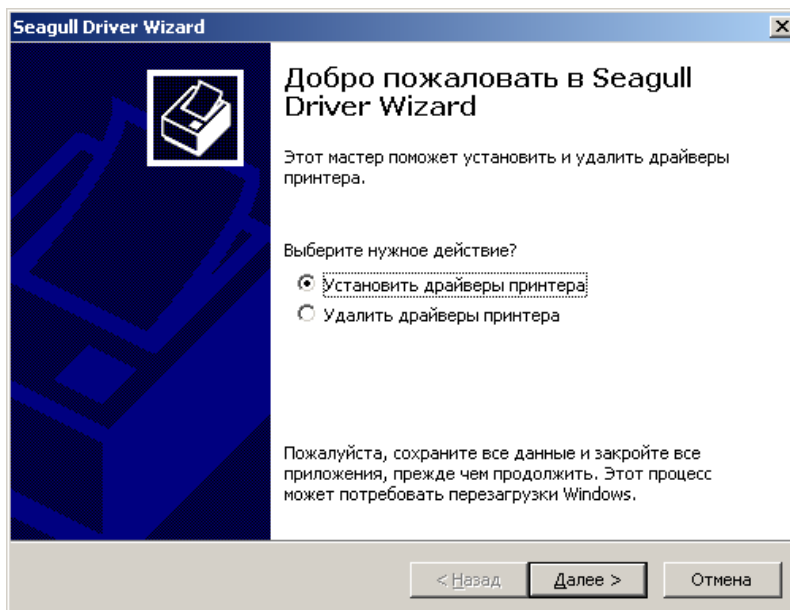 Seagull Driver Wizard
Добро пожаловать в Seagull
Driver Wizard
Этот мастер поможет установить и удалить драйверы
принтера.
Выберите нужное действие?
Установить драйверы принтера
Удалить драйверы принтера
Пожалуйста, сохраните все данные и закройте все
приложения, прежде чем продолжить. Этот процесс
может потребовать перезагрузки Windows.
< Назад Далее > Отмена